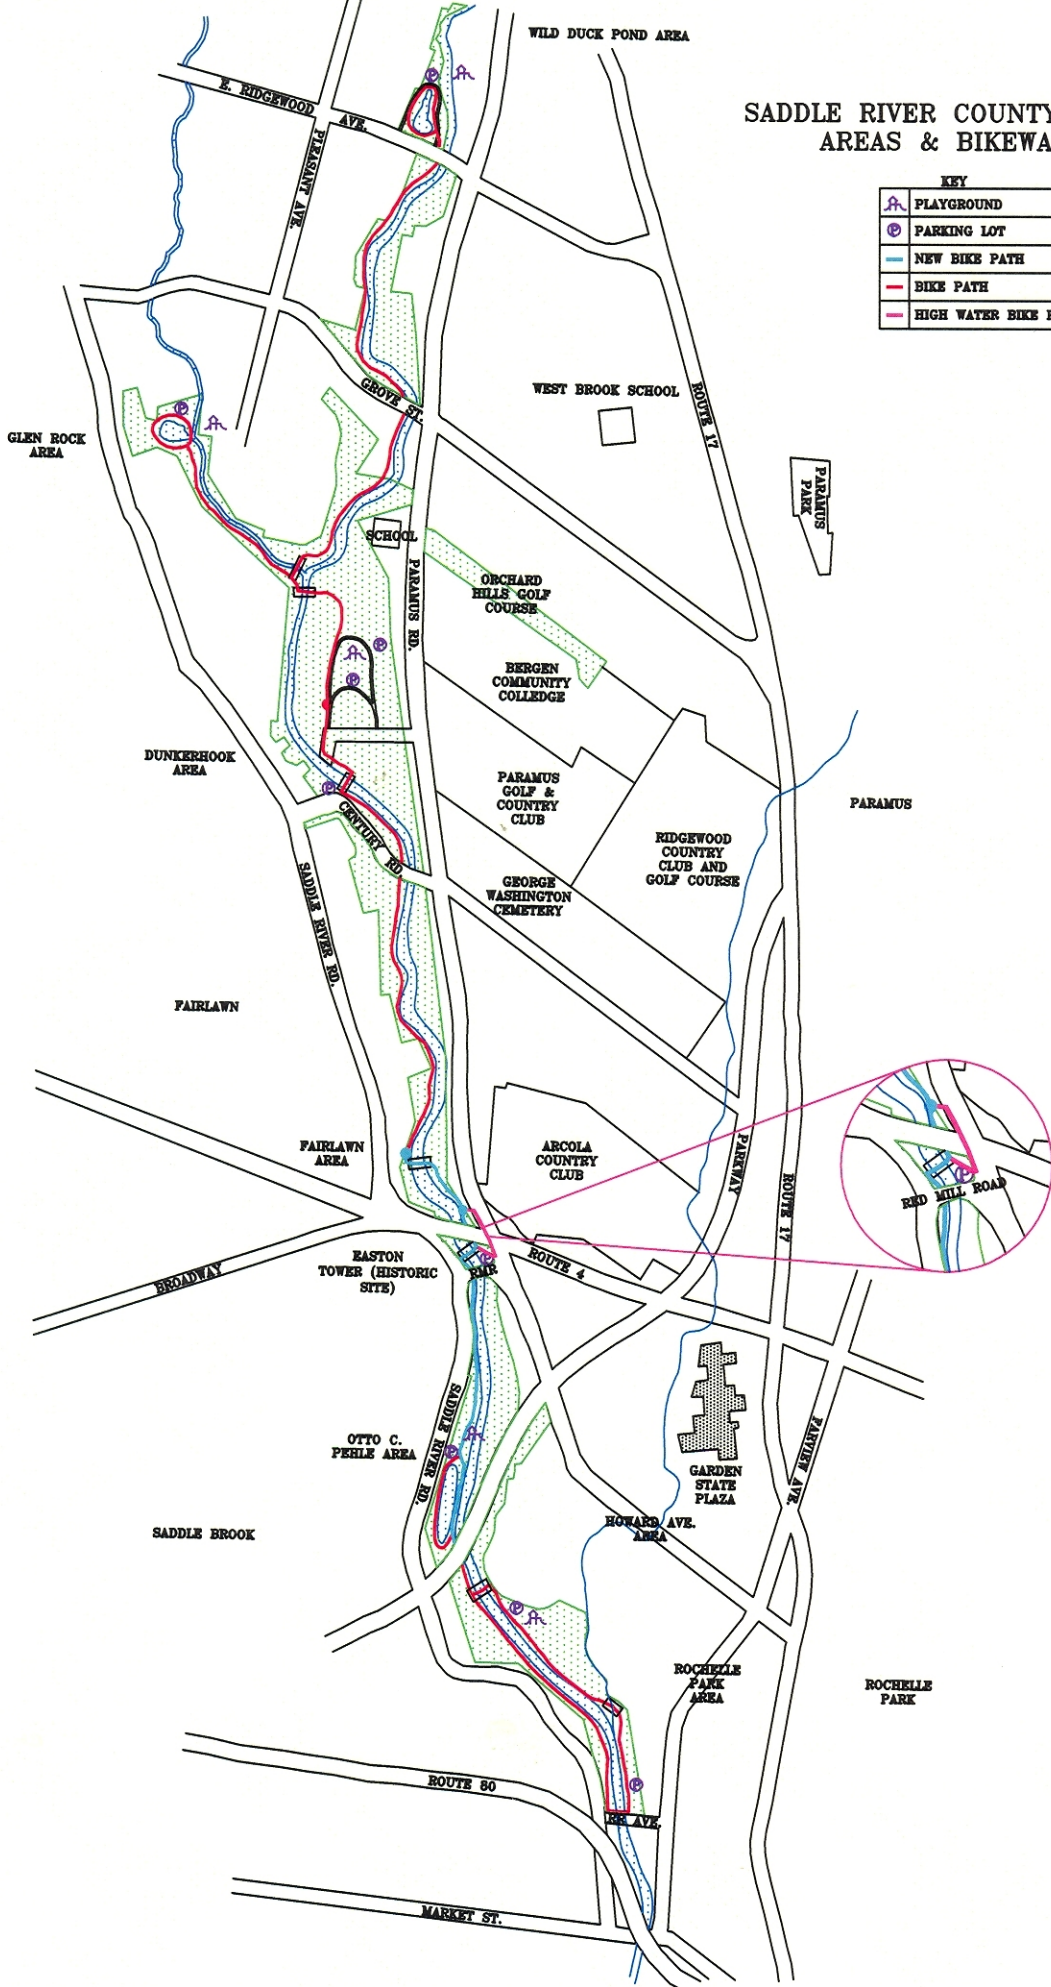 WILD DUCK POND AREA
SADDLE RIVER COUNTY
AREAS & BIKEWA
KEY
PLAYGROUND
P PARKING LOT
NEW BIKE PATH
BIKE PATH
HIGH WATER BIKE
E. RIDGEWOOD
AVE.
PLEASANT AVE.
P
P
GROVE ST.
WEST BROOK SCHOOL
ROUTE 17
GLEN ROCK
AREA
PARAMUS
PARK
SCHOOL
PARAMUS RD.
ORCHARD
HILLS GOLF
COURSE
P
P
BERGEN
COMMUNITY
COLLEDGE
DUNKERHOOK
AREA
P
CENTURY RD.
PARAMUS
GOLF &
COUNTRY
CLUB
PARAMUS
RIDGEWOOD
COUNTRY
CLUB AND
GOLF COURSE
GEORGE
WASHINGTON
CEMETERY
SADDLE RIVER RD.
FAIRLAWN
FAIRLAWN
AREA
ARCOLA
COUNTRY
CLUB
PARKWAY
ROUTE 17
P
RED MILL ROAD
BROADWAY
EASTON
TOWER (HISTORIC
SITE)
P
RMR
ROUTE 4
SADDLE RIVER RD.
OTTO C.
PEHLE AREA
P
GARDEN
STATE
PLAZA
FARVIEW AVE.
SADDLE BROOK
HOWARD AVE.
AREA
P
ROCHELLE
PARK
AREA
ROCHELLE
PARK
ROUTE 80
P
RR AVE.
MARKET ST.